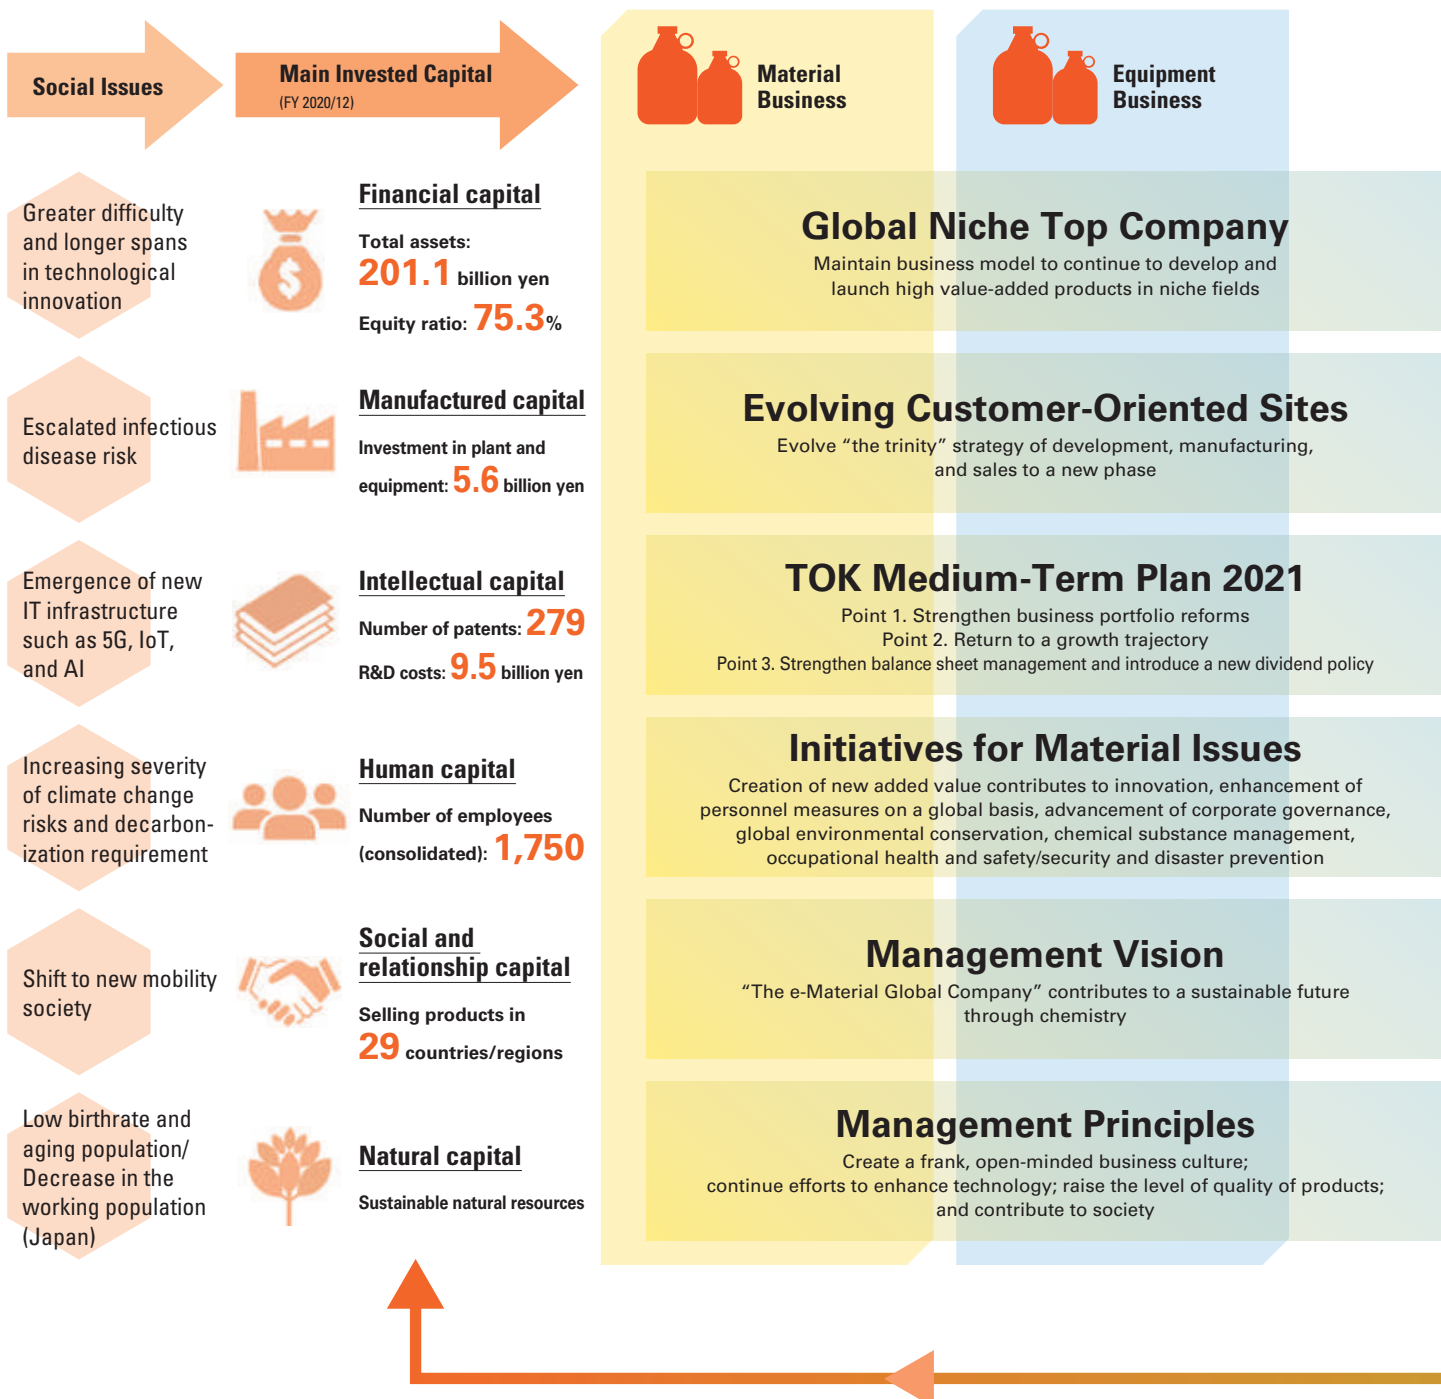 Social Issues
Main Invested Capital
(FY 2020/12)
Material
Business
Equipment
Business
Greater difficulty
and longer spans
in technological
innovation
Escalated infectious
disease risk
Emergence of new
IT infrastructure
such as 5G, IoT,
and AI
Increasing severity
of climate change
risks and decarbon-
ization requirement
Shift to new mobility
society
Low birthrate and
aging population/
Decrease in the
working population
(Japan)
Financial capital
Total assets:
201.1 billion yen
Equity ratio: 75.3%
Manufactured capital
Investment in plant and
equipment: 5.6 billion yen
Intellectual capital
Number of patents: 279
R&D costs: 9.5 billion yen
Human capital
Number of employees
(consolidated): 1,750
Social and
relationship capital
Selling products in
29 countries/regions
Natural capital
Sustainable natural resources
Global Niche Top Company
Maintain business model to continue to develop and
launch high value-added products in niche fields
Evolving Customer-Oriented Sites
Evolve “the trinity” strategy of development, manufacturing,
and sales to a new phase
TOK Medium-Term Plan 2021
Point 1. Strengthen business portfolio reforms
Point 2. Return to a growth trajectory
Point 3. Strengthen balance sheet management and introduce a new dividend policy
Initiatives for Material Issues
Creation of new added value contributes to innovation, enhancement of
personnel measures on a global basis, advancement of corporate governance,
global environmental conservation, chemical substance management,
occupational health and safety/security and disaster prevention
Management Vision
“The e-Material Global Company” contributes to a sustainable future
through chemistry
Management Principles
Create a frank, open-minded business culture;
continue efforts to enhance technology; raise the level of quality of products;
and contribute to society